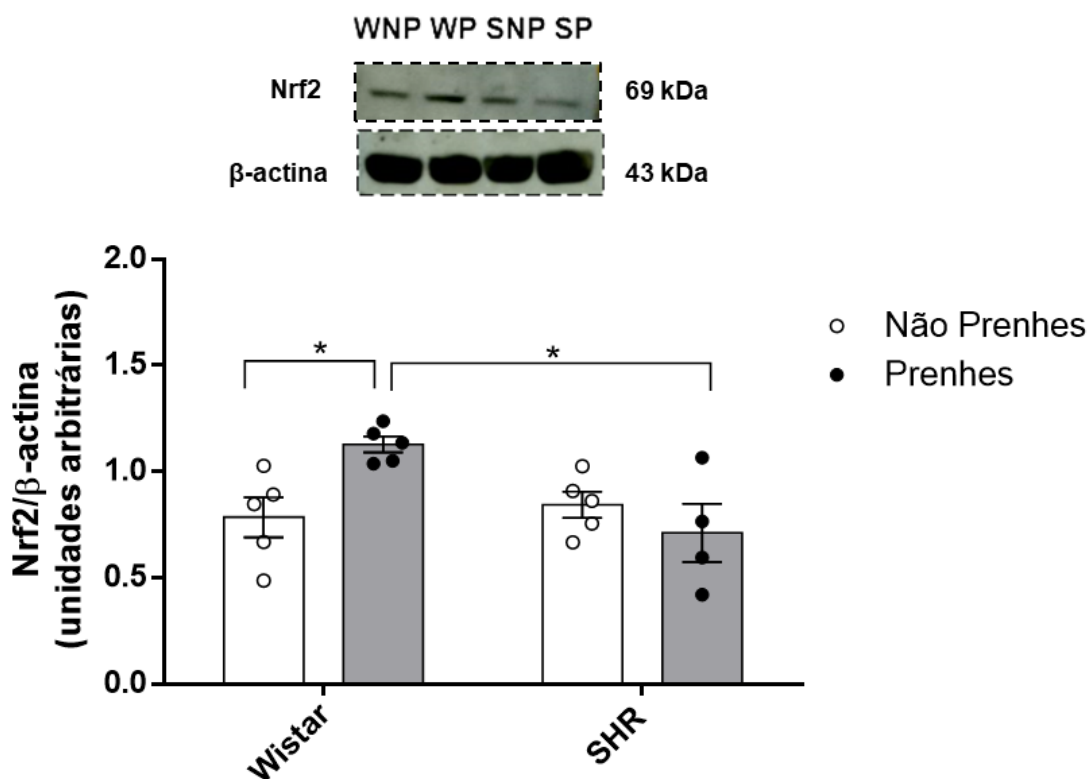 WNP WP SNP SP
Nrf2 69 kDa
β-actina 43 kDa
Nrf2/β-actina
(unidades arbitrárias)
2.0
1.5
1.0
0.5
0.0
* *
Não Prenhes
Prenhes
Wistar SHR